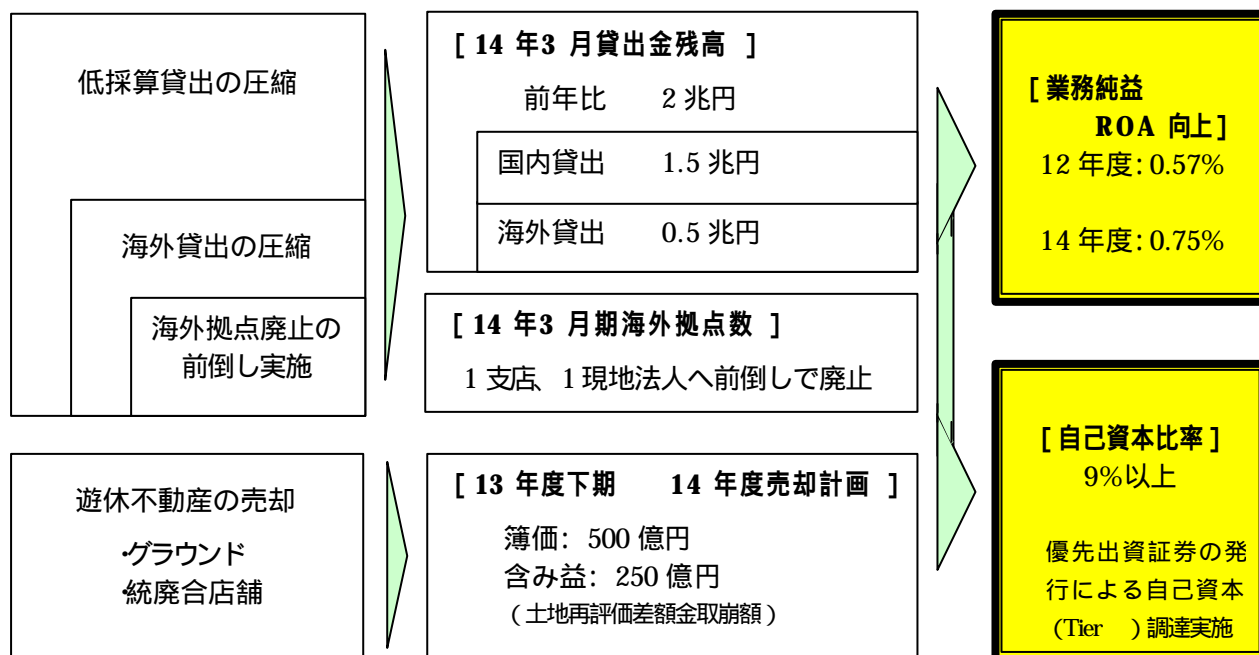 低採算貸出の圧縮
海外貸出の圧縮
海外拠点廃止の
前倒し実施
[ 14 年3 月貸出金残高 ]
前年比 2 兆円
国内貸出 1.5 兆円
海外貸出 0.5 兆円
[ 14 年3 月期海外拠点数 ]
1 支店、1 現地法人へ前倒しで廃止
[ 業務純益
ROA 向上 ]
12 年度: 0.57%
14 年度: 0.75%
遊休不動産の売却
・グラウンド
・統廃合店舗
[ 13 年度下期 14 年度売却計画 ]
簿価: 500 億円
含み益: 250 億円
( 土地再評価差額金取崩額 )
[ 自己資本比率 ]
9%以上
優先出資証券の発
行による自己資本
(Tier ) 調達実施